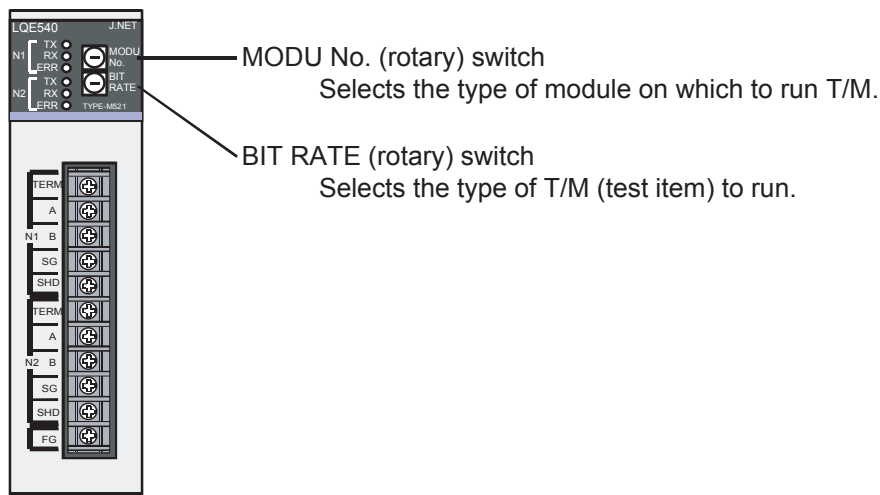 LQE540 J.NET
N1 TX
RX
ERR
N2 TX
RX
ERR
MODU
No.
BIT
RATE
TYPE-M521
MODU No. (rotary) switch
Selects the type of module on which to run T/M.
BIT RATE (rotary) switch
Selects the type of T/M (test item) to run.
TERM
A
N1 B
SG
SHD
TERM
A
N2 B
SG
SHD
FG